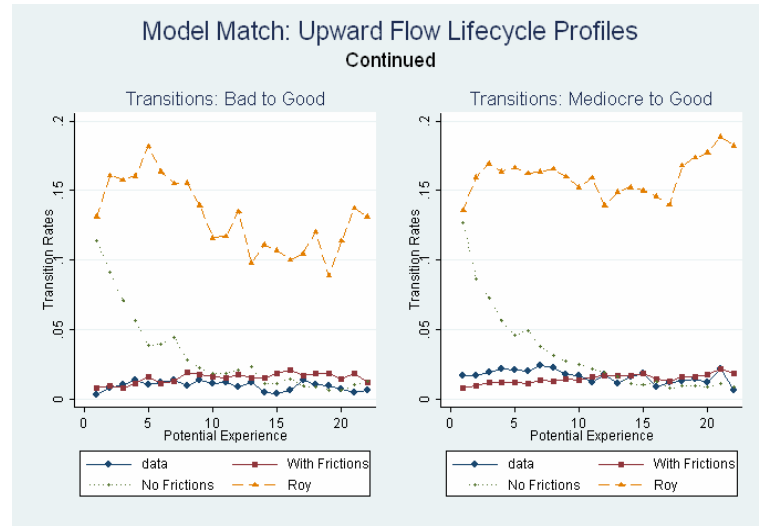 Model Match: Upward Flow Lifecycle Profiles
Continued
Transitions: Bad to Good
Transition Rates
.2
.15
.1
.05
0
0 5 10 15 20
Potential Experience
data With Frictions
No Frictions Roy
Transitions: Mediocre to Good
Transition Rates
.2
.15
.1
.05
0
0 5 10 15 20
Potential Experience
data With Frictions
No Frictions Roy